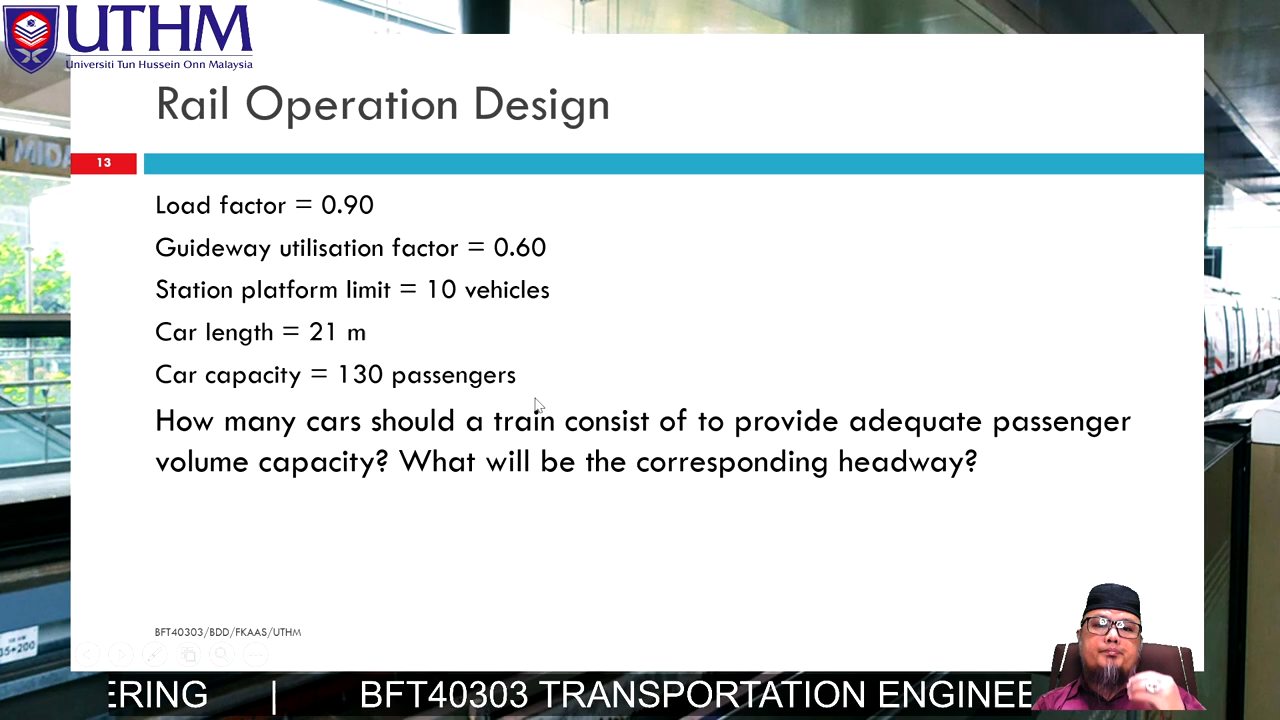 UTHM
Universiti Tun Hussein Onn Malaysia
Rail Operation Design
MIDA
13
Load factor = 0.90
Guideway utilisation factor = 0.60
Station platform limit = 10 vehicles
Car length = 21 m
Car capacity = 130 passengers
How many cars should a train consist of to provide adequate passenger
volume capacity? What will be the corresponding headway?
BFT40303/BDD/FKAAS/UTHM
ERING | BFT40303 TRANSPORTATION ENGINEE